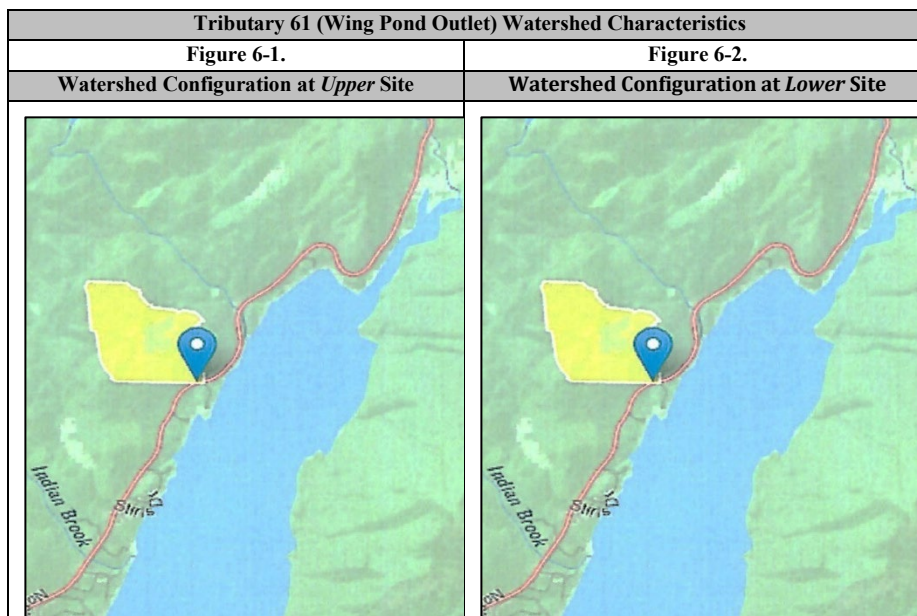 Tributary 61 (Wing Pond Outlet) Watershed Characteristics
Figure 6-1.
Figure 6-2.
Watershed Configuration at Upper Site
Watershed Configuration at Lower Site
Indian Brook
Indian Brook